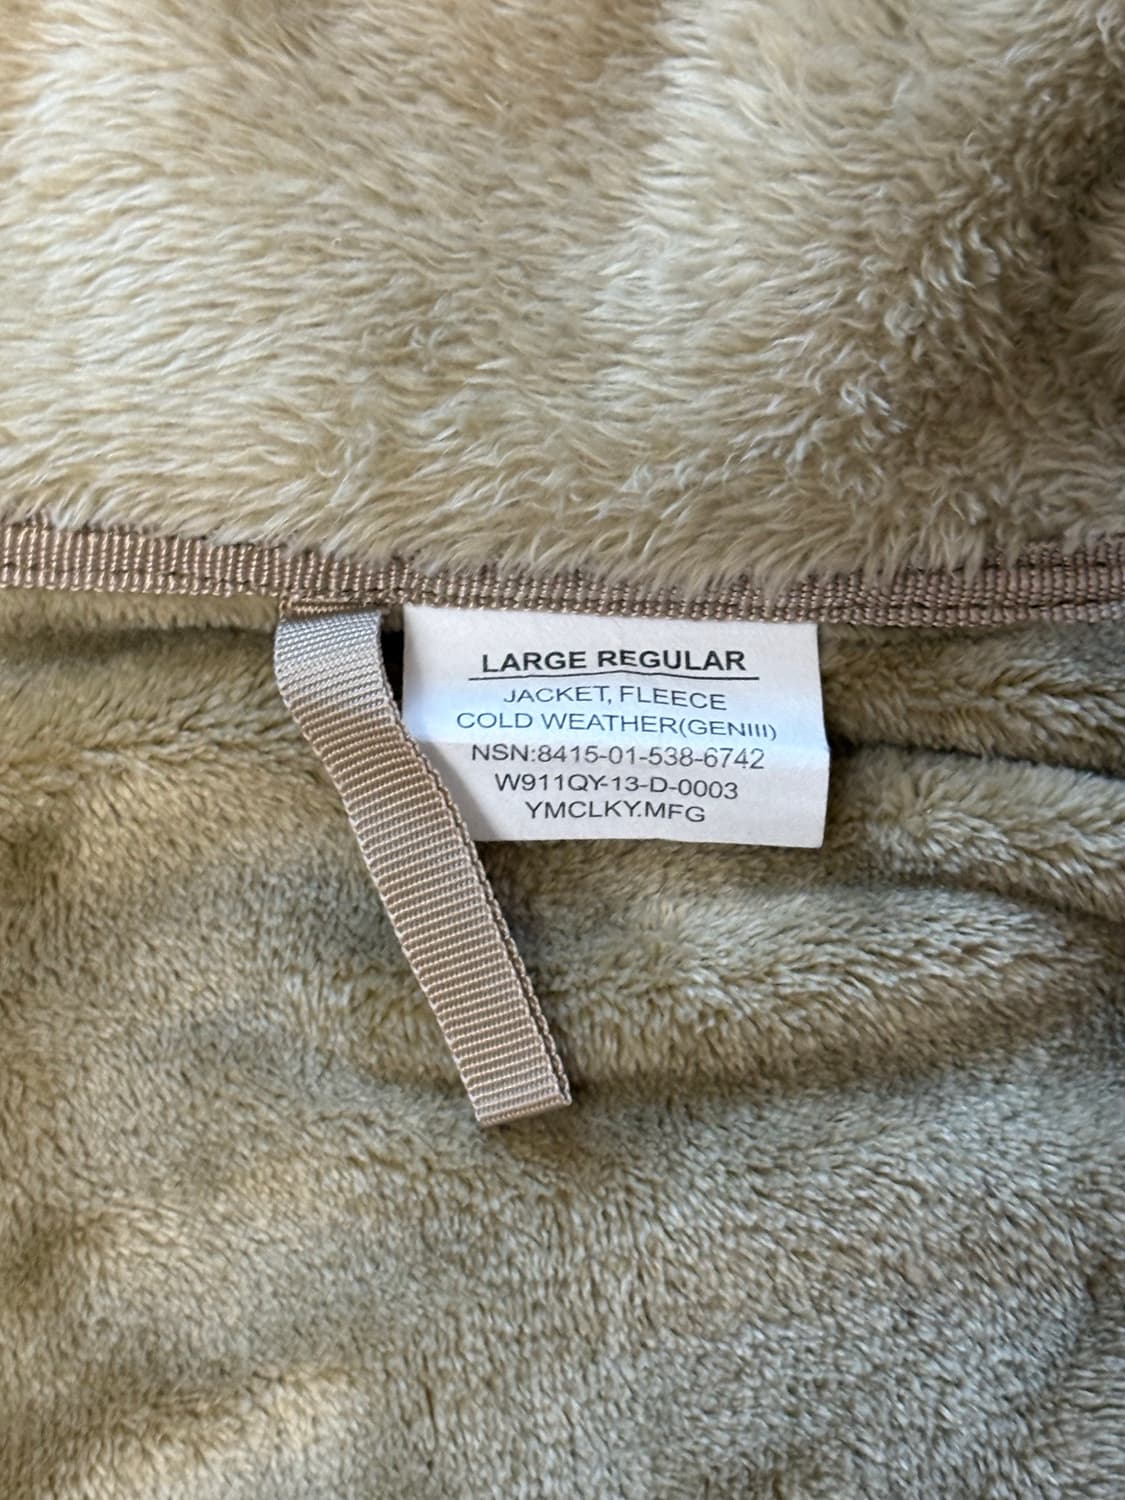 LARGE REGULAR
JACKET, FLEECE
COLD WEATHER(GENIII)
NSN:8415-01-538-6742
W911QY-13-D-0003
YMCLKY.MFG